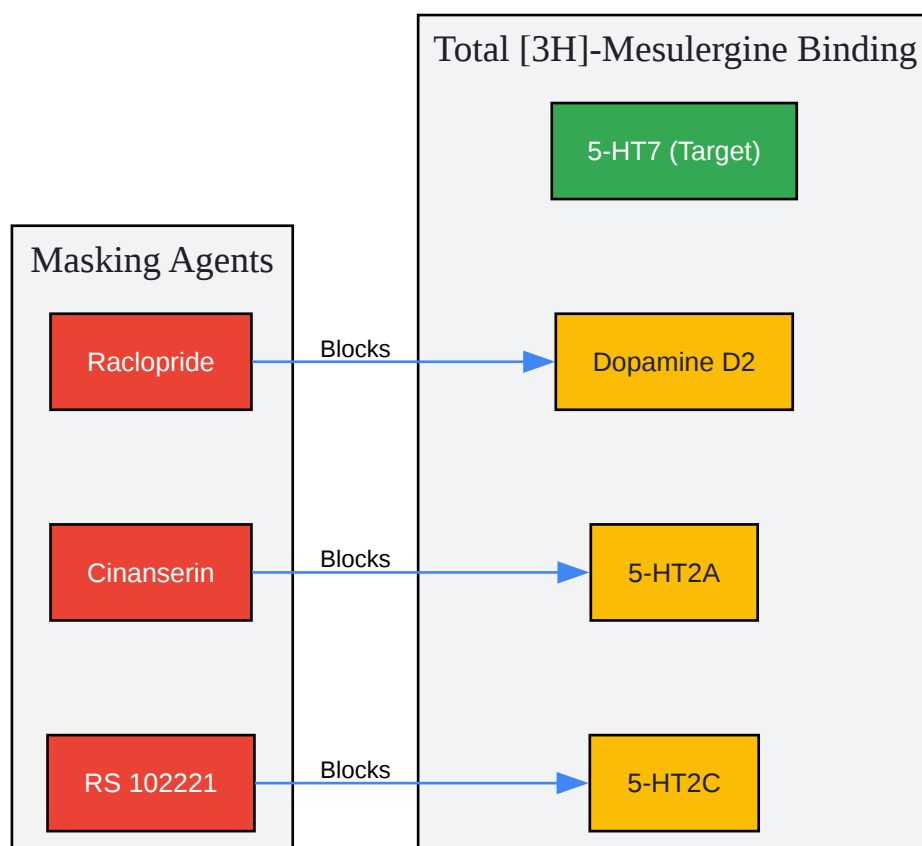 Total [3H]-Mesulergine Binding
5-HT7 (Target)
Masking Agents
Raclopride
Blocks
Dopamine D2
Cinanserin
Blocks
5-HT2A
RS 102221
Blocks
5-HT2C